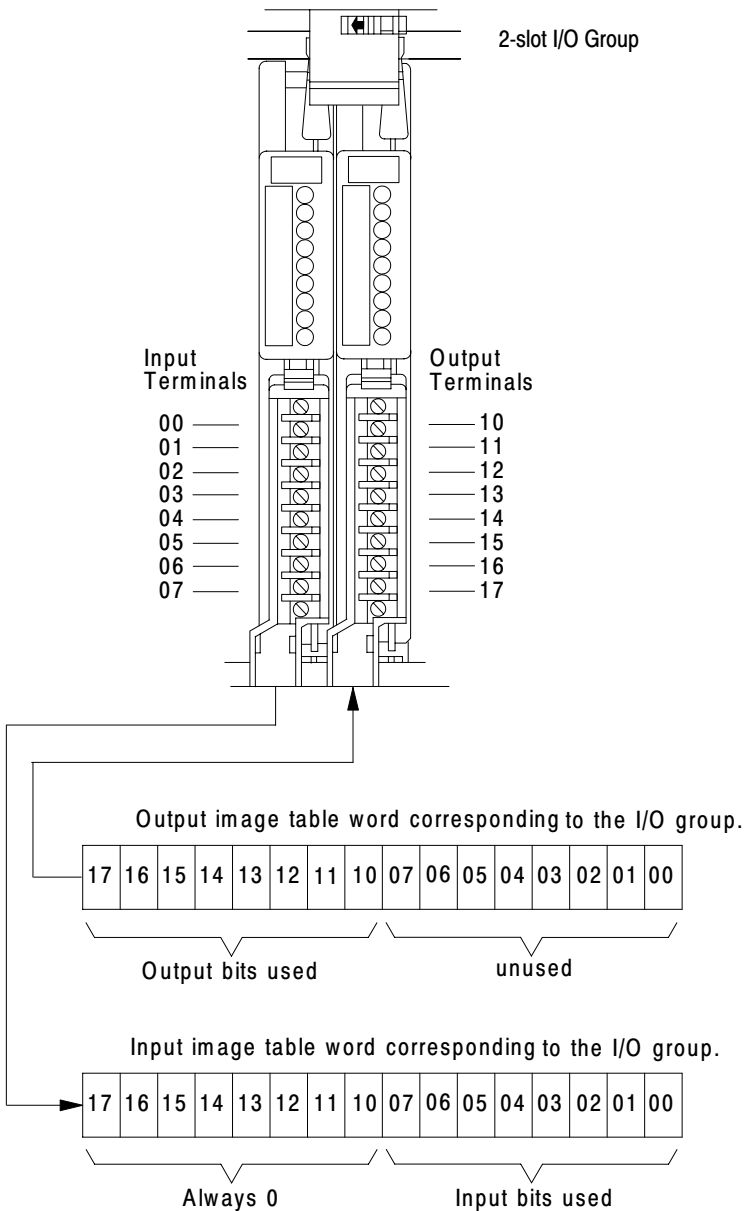 2-slot I/O Group
Input
Terminals
Output
Terminals
00
01
02
03
04
05
06
07
10
11
12
13
14
15
16
17
Output image table word corresponding to the I/O group.
17 16 15 14 13 12 11 10 07 06 05 04 03 02 01 00
Output bits used
unused
Input image table word corresponding to the I/O group.
17 16 15 14 13 12 11 10 07 06 05 04 03 02 01 00
Always 0
Input bits used